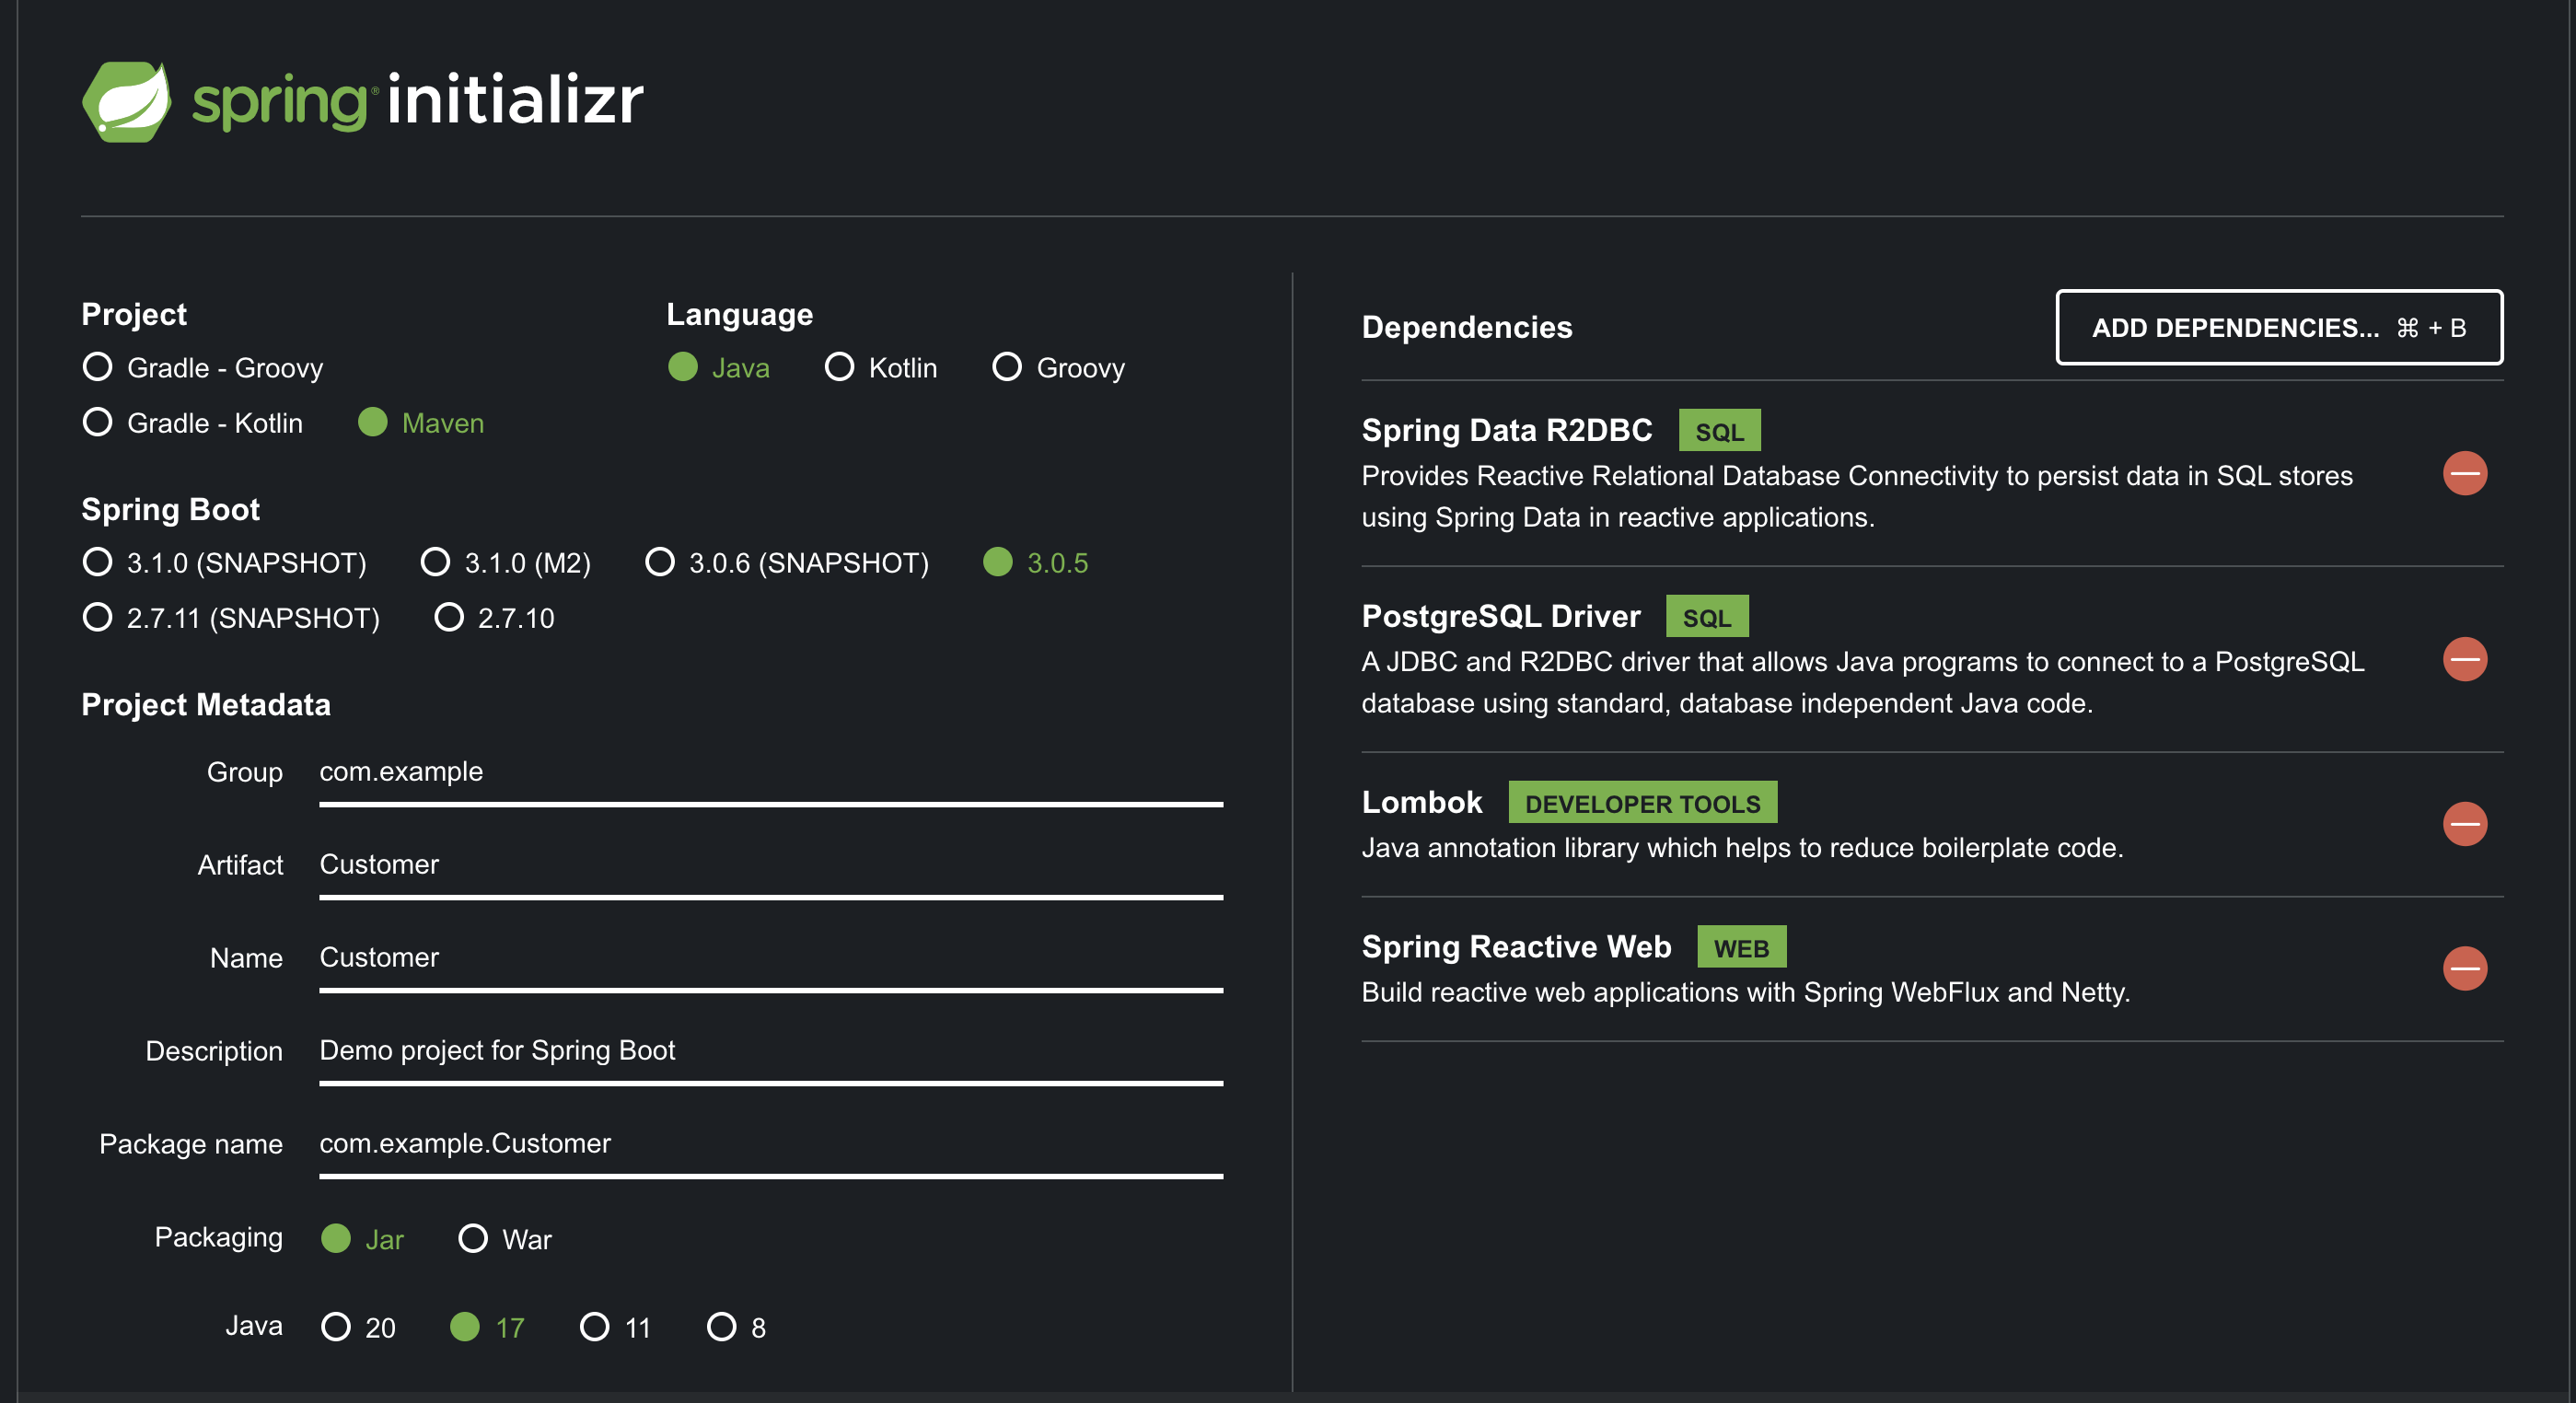 spring initializr
Project
Gradle - Groovy
Gradle - Kotlin Maven
Language
Java Kotlin Groovy
Spring Boot
3.1.0 (SNAPSHOT) 3.1.0 (M2) 3.0.6 (SNAPSHOT) 3.0.5
2.7.11 (SNAPSHOT) 2.7.10
Project Metadata
Group com.example
Artifact Customer
Name Customer
Description Demo project for Spring Boot
Package name com.example.Customer
Packaging Jar War
Java 20 17 11 8
Dependencies
ADD DEPENDENCIES... ⌘ + B
Spring Data R2DBC SQL
Provides Reactive Relational Database Connectivity to persist data in SQL stores
using Spring Data in reactive applications.
PostgreSQL Driver SQL
A JDBC and R2DBC driver that allows Java programs to connect to a PostgreSQL
database using standard, database independent Java code.
Lombok DEVELOPER TOOLS
Java annotation library which helps to reduce boilerplate code.
Spring Reactive Web WEB
Build reactive web applications with Spring WebFlux and Netty.